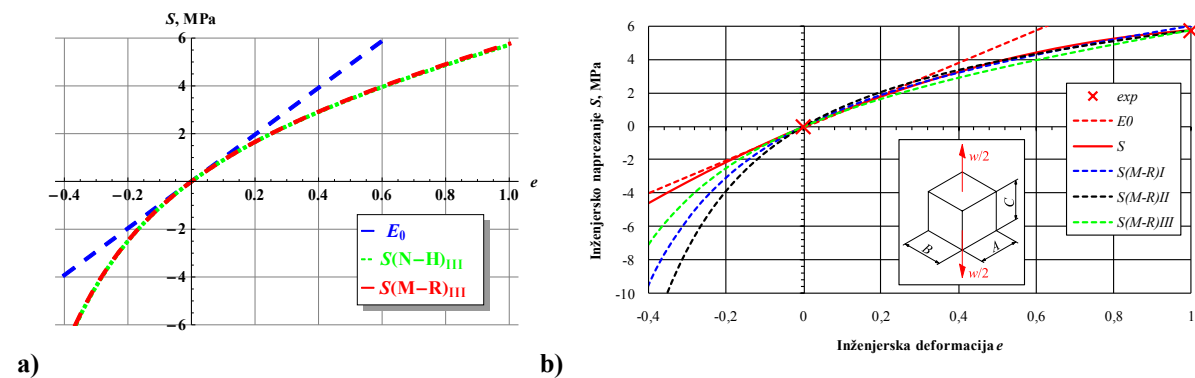 a)
S, MPa
6
4
2
−2
−4
−6
−0.4
−0.2
0.0
0.2
0.4
0.6
0.8
1.0
e
E0
S(N−H)III
S(M−R)III
b)
Inženjersko naprezanje S, MPa
6
4
2
0
-2
-4
-6
-8
-10
-0,4
-0,2
0
0,2
0,4
0,6
0,8
1
Inženjerska deformacija e
exp
E0
S
S(M-R)I
S(M-R)II
S(M-R)III
w/2
C
B
A
w/2